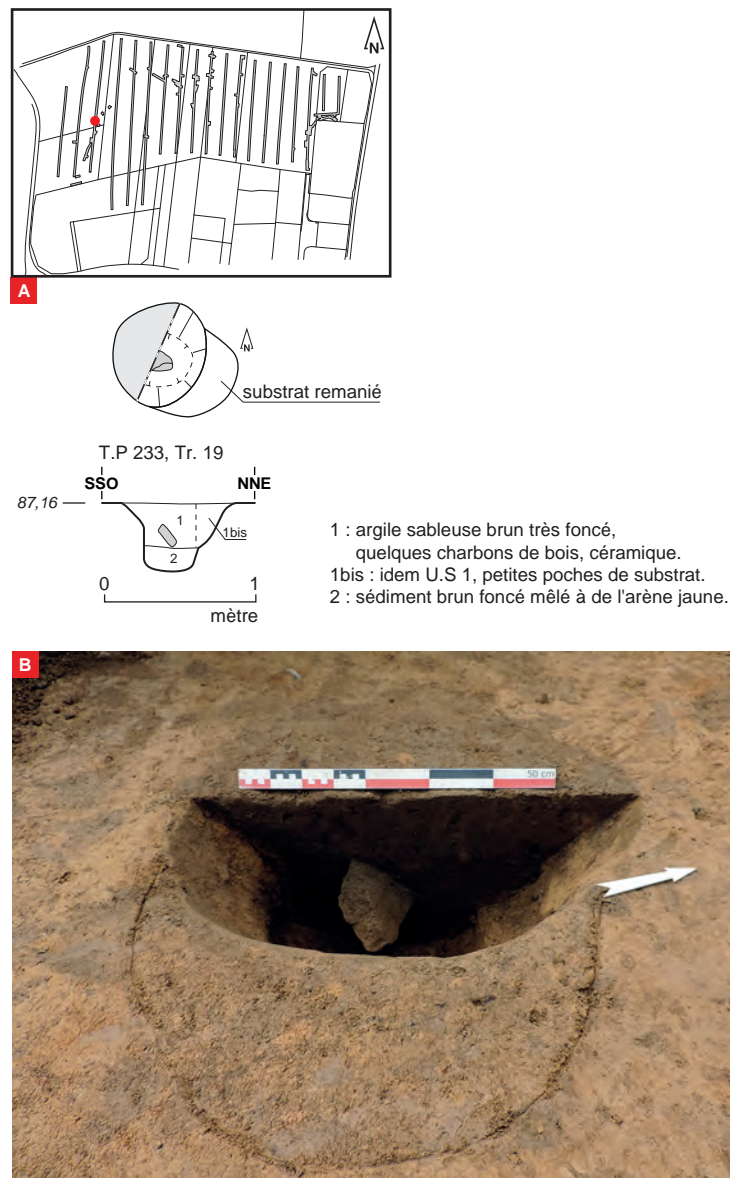 N
A
N
substrat remanié
T.P 233, Tr. 19
SSO NNE
87,16
1
1bis
2
0 1
mètre
1 : argile sableuse brun très foncé,
quelques charbons de bois, céramique.
1bis : idem U.S 1, petites poches de substrat.
2 : sédiment brun foncé mêlé à de l'arène jaune.
B
50 cm